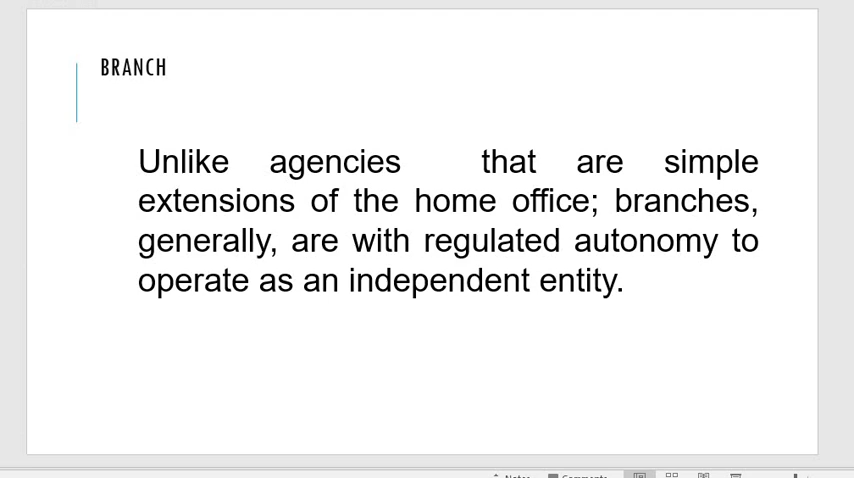 BRANCH
Unlike agencies that are simple
extensions of the home office; branches,
generally, are with regulated autonomy to
operate as an independent entity.